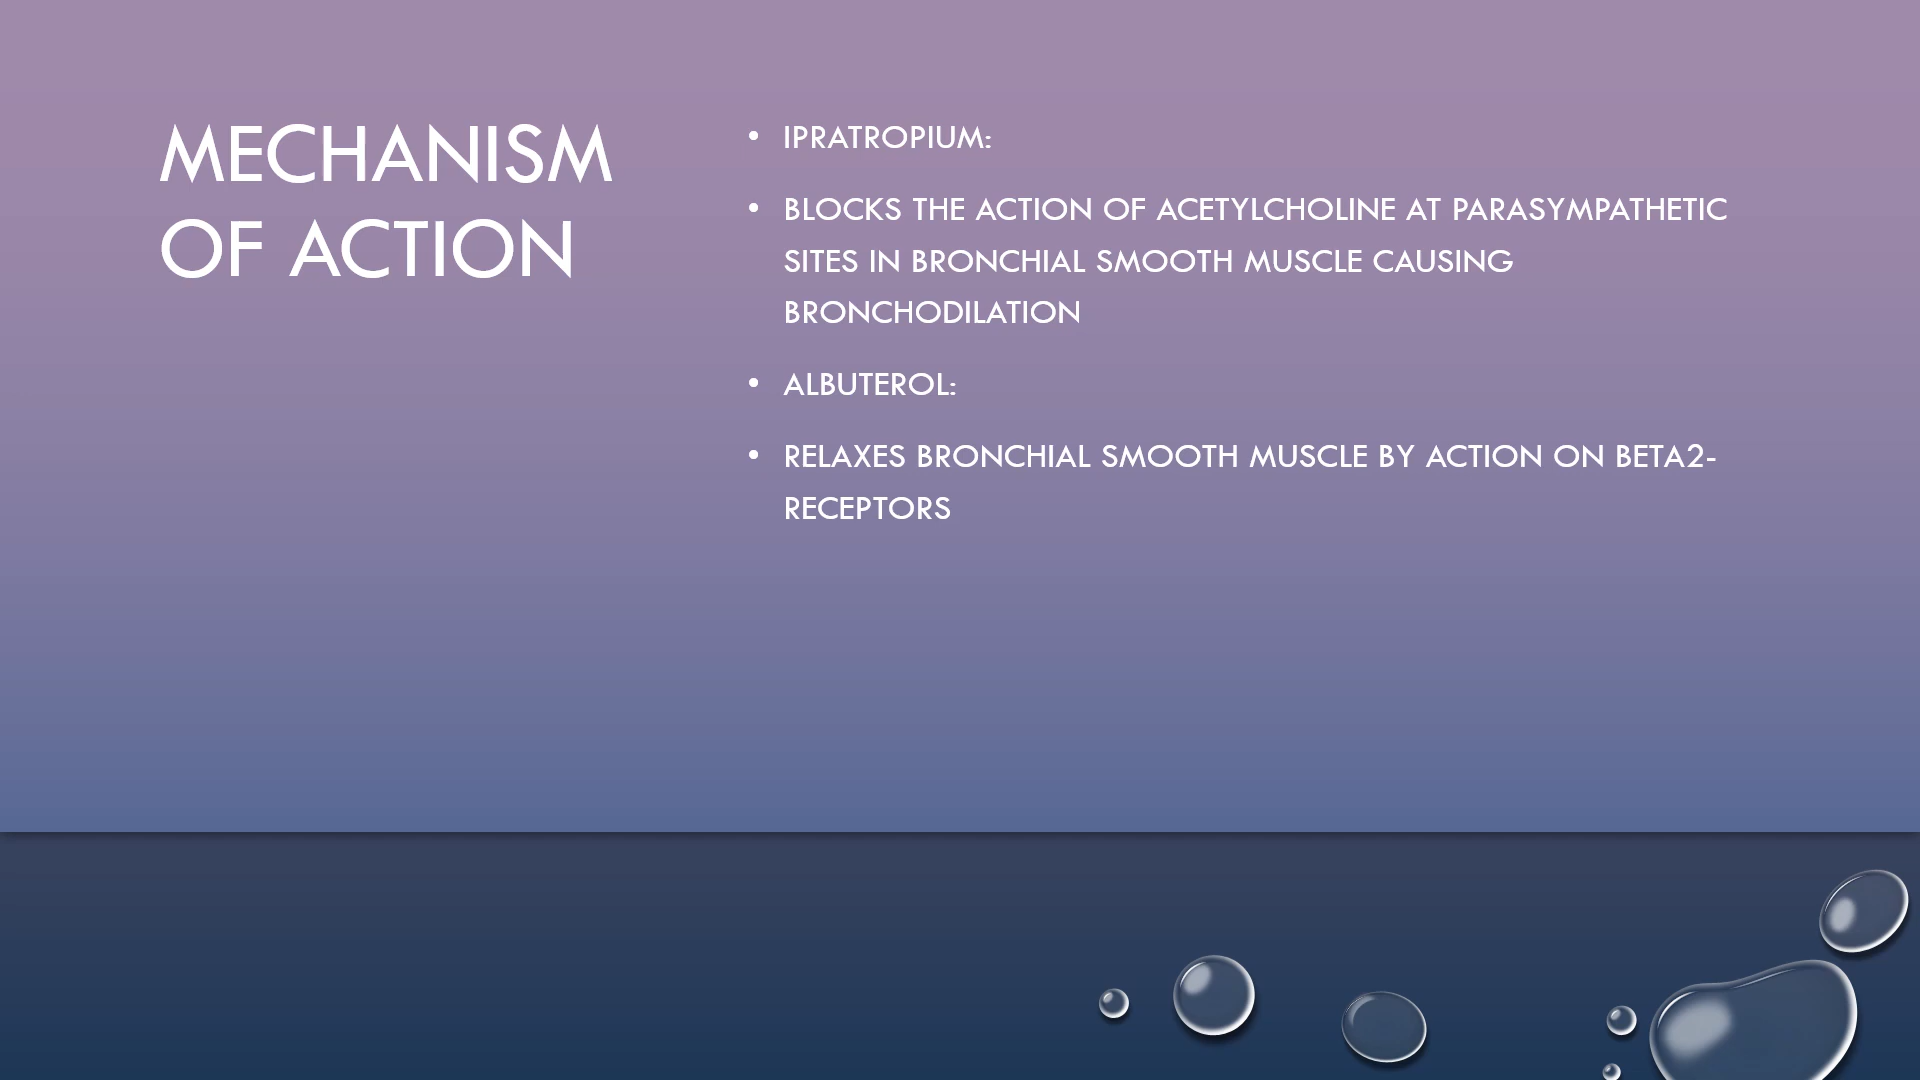 MECHANISM
OF ACTION
• IPRATROPIUM:
• BLOCKS THE ACTION OF ACETYLCHOLINE AT PARASYMPATHETIC
SITES IN BRONCHIAL SMOOTH MUSCLE CAUSING
BRONCHODILATION
• ALBUTEROL:
• RELAXES BRONCHIAL SMOOTH MUSCLE BY ACTION ON BETA2-
RECEPTORS